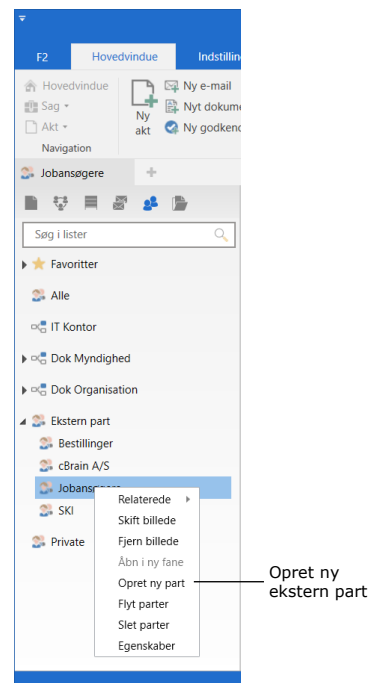 F2 Hovedvindue Indstillin
Hovedvindue
Sag
Akt
Navigation
Ny
akt
Ny e-mail
Nyt dokume
Ny godkend
Jobansøgere +
Søg i lister
Favoritter
Alle
IT Kontor
Dok Myndighed
Dok Organisation
Ekstern part
Bestillinger
cBrain A/S
Jobansøgere
SKI
Private
Relaterede
Skift billede
Fjern billede
Åbn i ny fane
Opret ny part
Flyt parter
Slet parter
Egenskaber
Opret ny
ekstern part